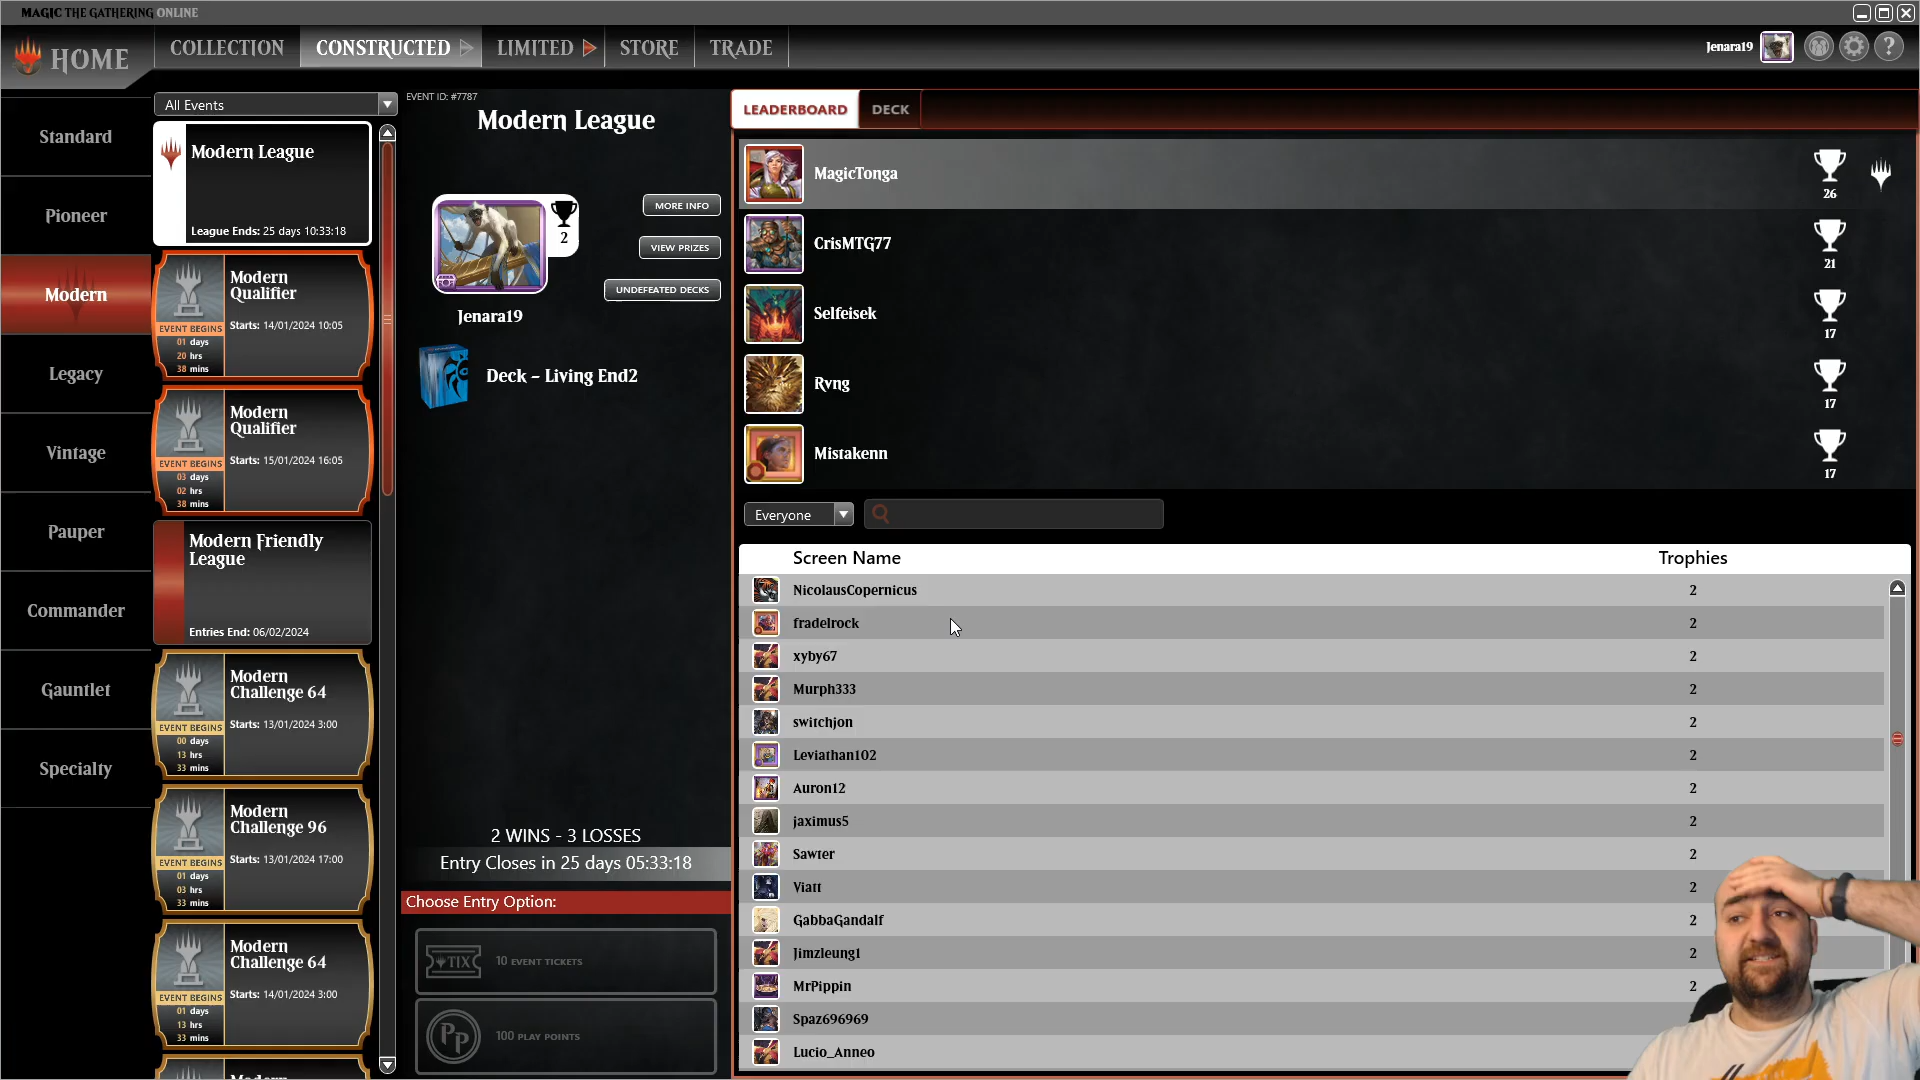 MAGIC THE GATHERING ONLINE
HOME
COLLECTION
CONSTRUCTED
LIMITED
STORE
TRADE
Jenara19
?
Standard
Pioneer
Modern
Legacy
Vintage
Pauper
Commander
Gauntlet
Specialty
All Events
Modern League
League Ends: 25 days 10:33:18
Modern
Qualifier
Starts: 14/01/2024 10:05
EVENT BEGINS
01 days
20 hrs
38 mins
Modern
Qualifier
Starts: 15/01/2024 16:05
EVENT BEGINS
03 days
02 hrs
38 mins
Modern Friendly
League
Entries End: 06/02/2024
Modern
Challenge 64
Starts: 13/01/2024 3:00
EVENT BEGINS
00 days
13 hrs
33 mins
Modern
Challenge 96
Starts: 13/01/2024 17:00
EVENT BEGINS
01 days
03 hrs
33 mins
Modern
Challenge 64
Starts: 14/01/2024 3:00
EVENT BEGINS
01 days
13 hrs
33 mins
Modern
EVENT ID: #7787
Modern League
2
MORE INFO
VIEW PRIZES
UNDEFEATED DECKS
Jenara19
Deck - Living End2
2 WINS - 3 LOSSES
Entry Closes in 25 days 05:33:18
Choose Entry Option:
TIX
10 EVENT TICKETS
PP
100 PLAY POINTS
LEADERBOARD
DECK
MagicTonga
26
CrisMTG77
21
Selfeisek
17
Rvng
17
Mistakenn
17
Everyone
Screen Name Trophies
NicolausCopernicus 2
fradelrock 2
xyby67 2
Murph333 2
switchjon 2
Leviathan102 2
Auron12 2
jaximus5 2
Sawter 2
Viatt 2
GabbaGandalf 2
Jimzleung1 2
MrPippin 2
Spaz696969
Lucio_Anneo